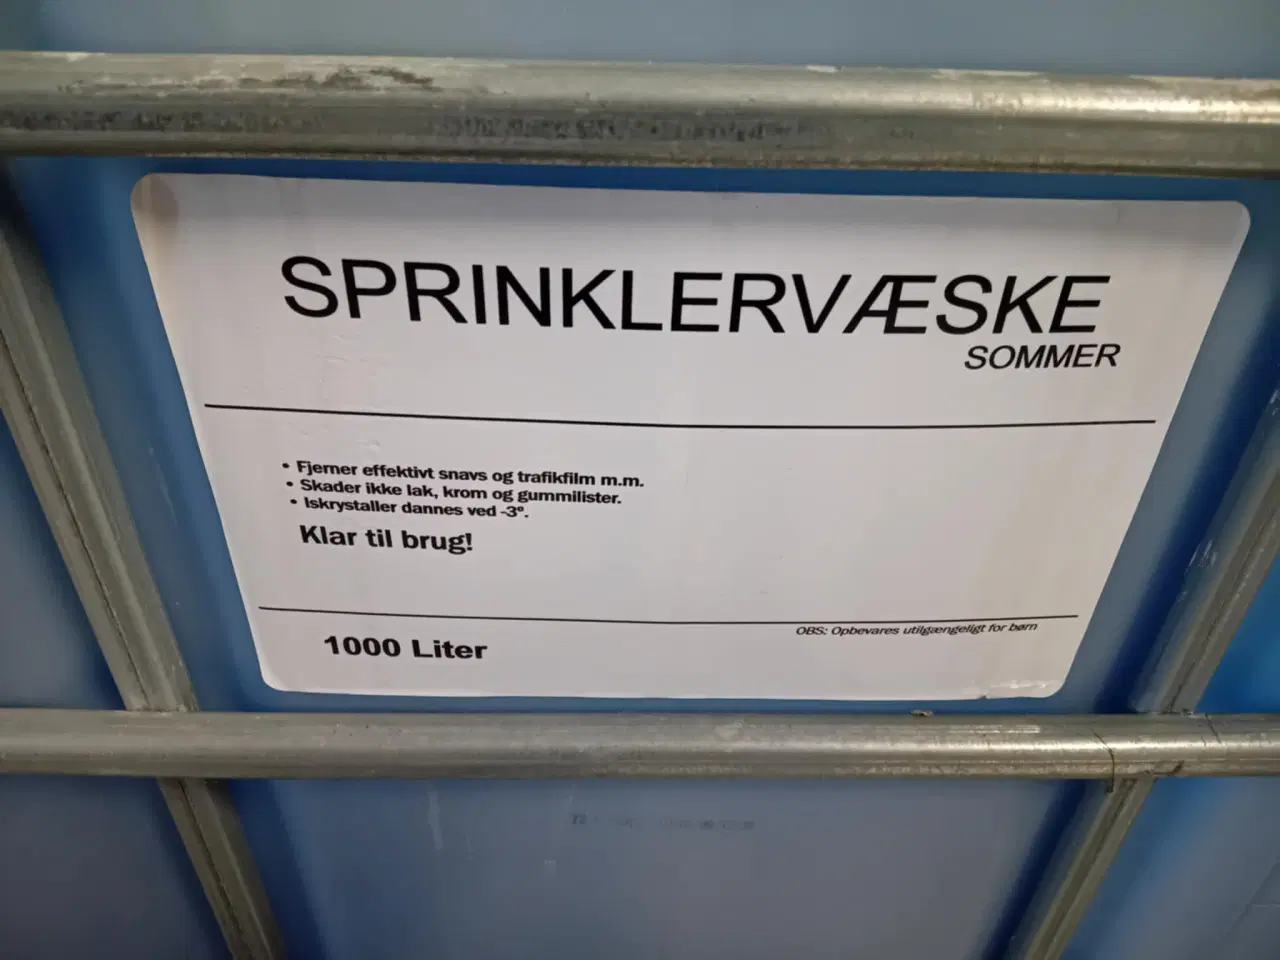 SPRINKLERVÆSKE
SOMMER
• Fjerner effektivt snavs og trafikfilm m.m.
• Skader ikke lak, krom og gummilister.
• Iskrystaller dannes ved -3°.
Klar til brug!
OBS: Opbevares utilgængeligt for børn
1000 Liter